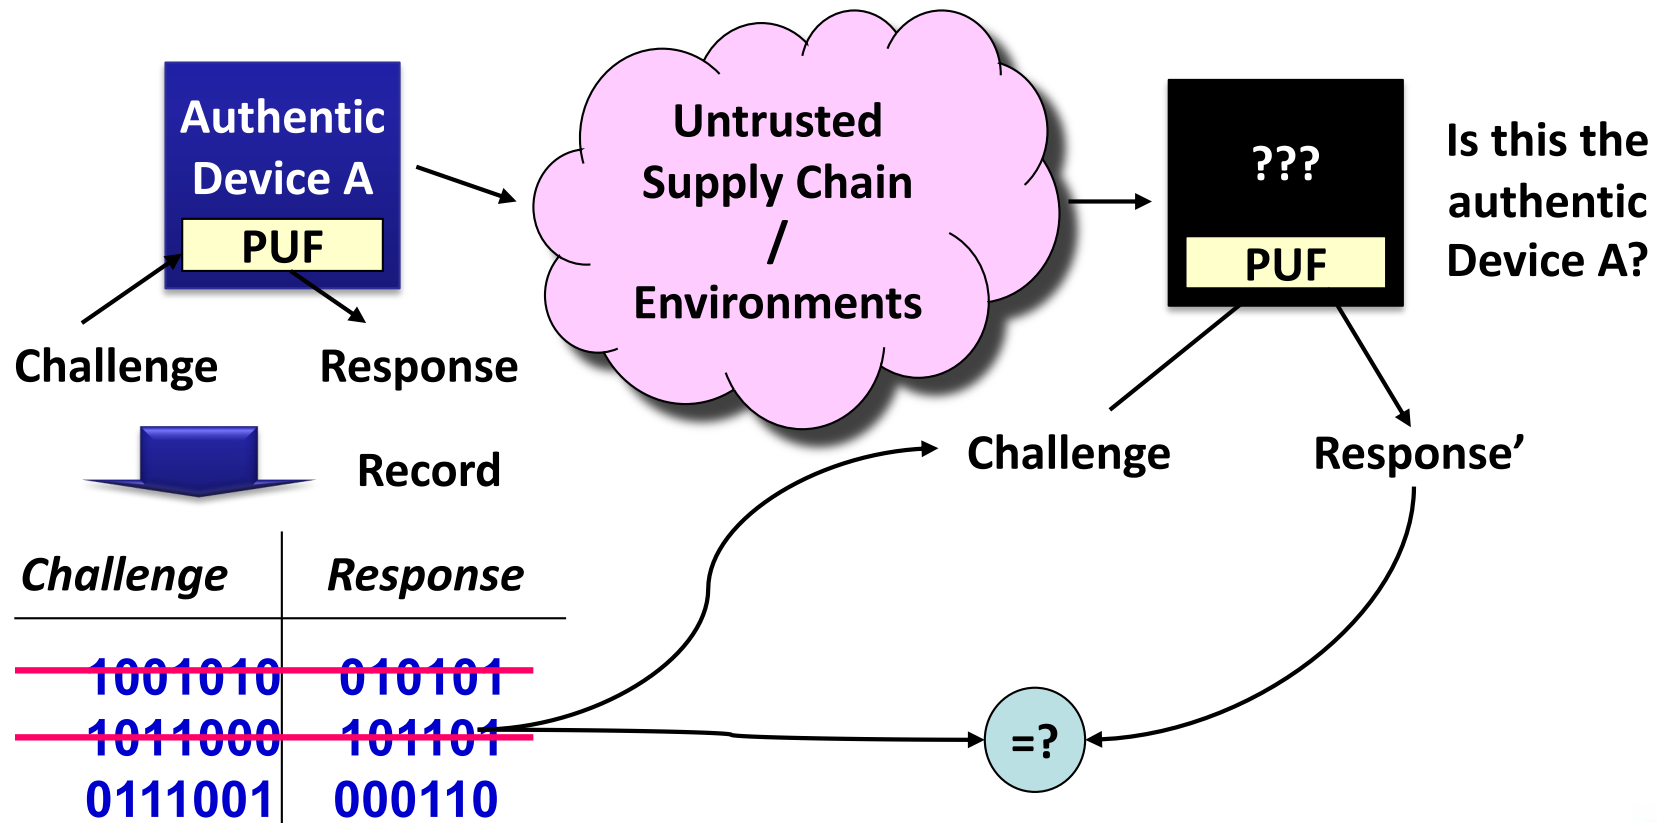 Authentic
Device A
PUF
Challenge
Response
Record
Challenge Response
1001010 010101
1011000 101101
0111001 000110
Untrusted
Supply Chain
/
Environments
???
PUF
Is this the
authentic
Device A?
Challenge
Response’
=?